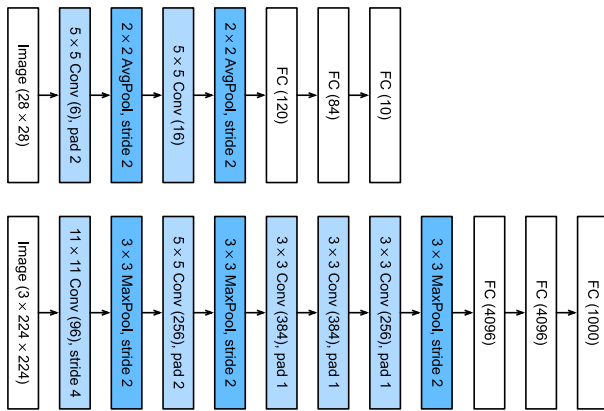 Image (28 × 28)
5 × 5 Conv (6), pad 2
2 × 2 AvgPool, stride 2
5 × 5 Conv (16)
2 × 2 AvgPool, stride 2
FC (120)
FC (84)
FC (10)
Image (3 × 224 × 224)
11 × 11 Conv (96), stride 4
3 × 3 MaxPool, stride 2
5 × 5 Conv (256), pad 2
3 × 3 MaxPool, stride 2
3 × 3 Conv (384), pad 1
3 × 3 Conv (384), pad 1
3 × 3 Conv (256), pad 1
3 × 3 MaxPool, stride 2
FC (4096)
FC (4096)
FC (1000)